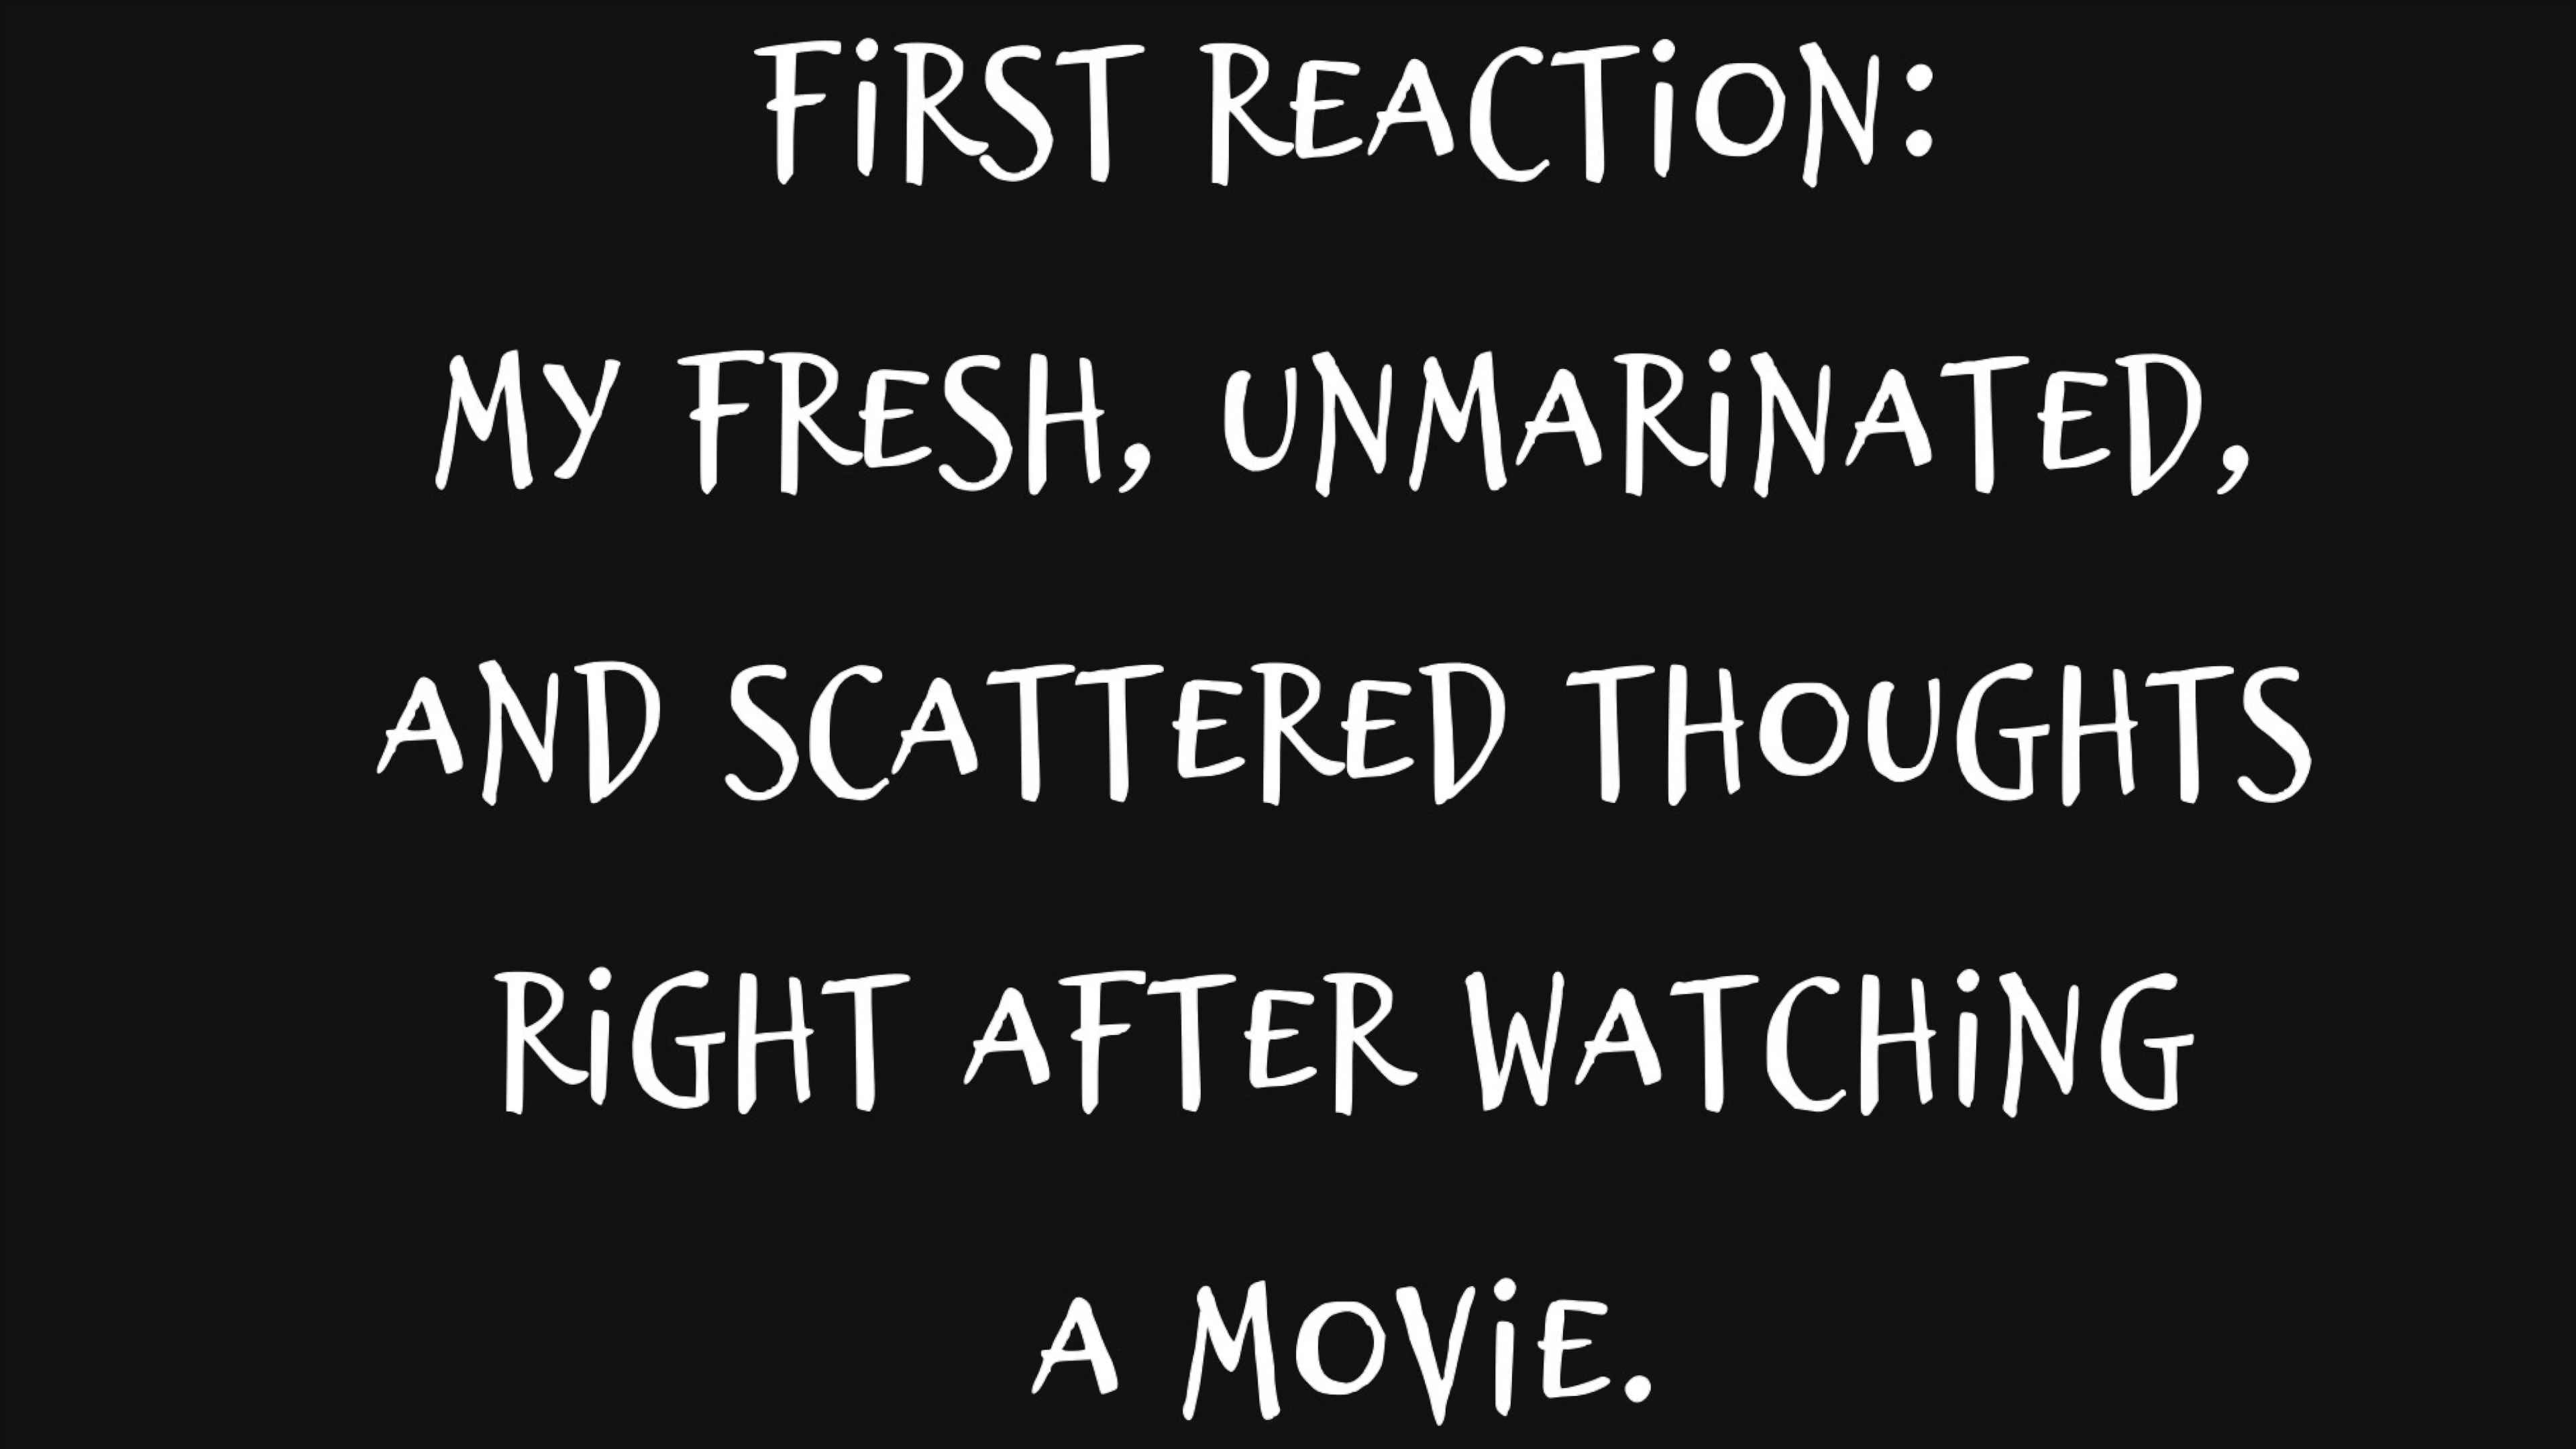 FiRST REACTiON:
MY FRESH, UNMARiNATED,
AND SCATTERED THOUGHTS
RiGHT AFTER WATCHiNG
A MOViE.